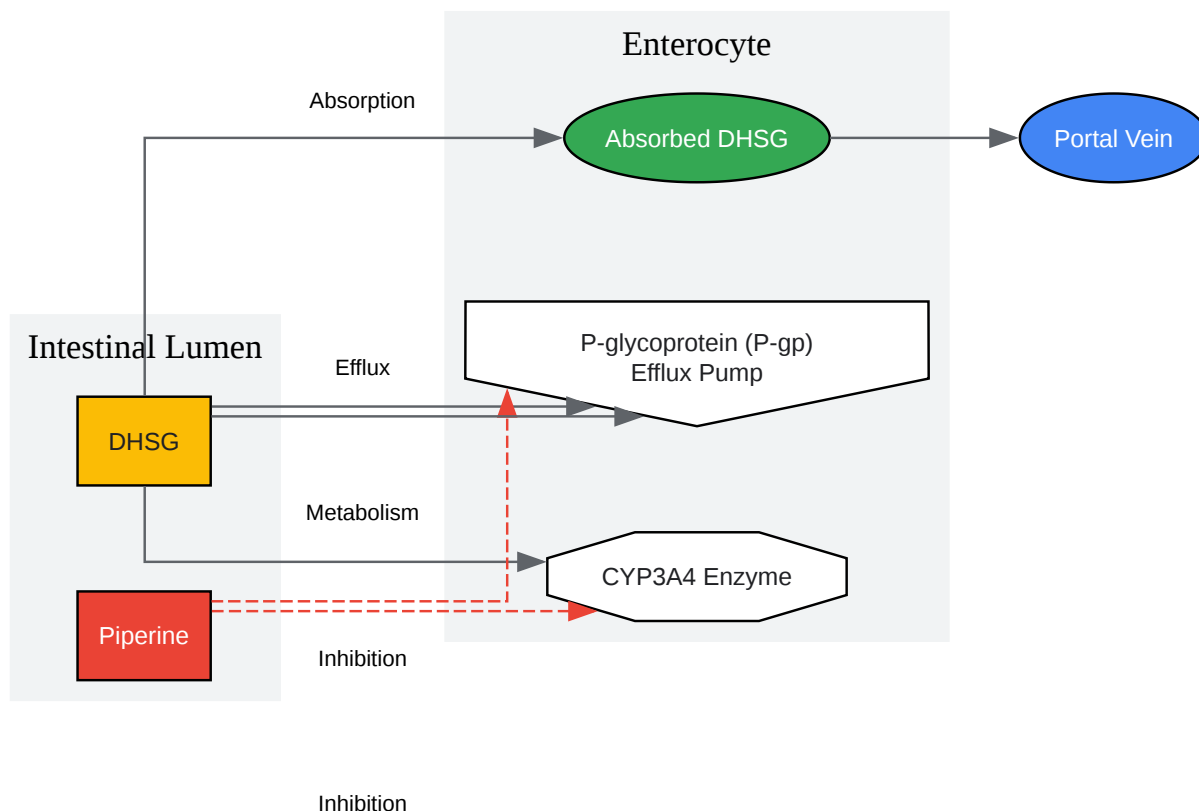 Enterocyte
Absorption
Absorbed DHSG
Portal Vein
Intestinal Lumen
P-glycoprotein (P-gp)
Efflux Pump
Efflux
DHSG
Metabolism
CYP3A4 Enzyme
Piperine
Inhibition
Inhibition